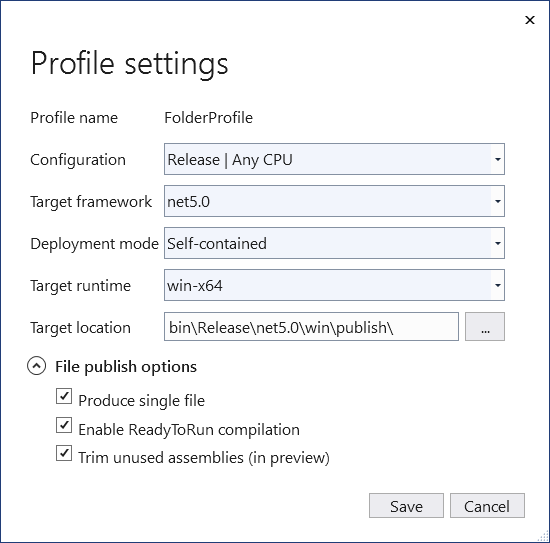 Profile settings
Profile name FolderProfile
Configuration Release | Any CPU
Target framework net5.0
Deployment mode Self-contained
Target runtime win-x64
Target location bin\Release\net5.0\win\publish\ ...
File publish options
Produce single file
Enable ReadyToRun compilation
Trim unused assemblies (in preview)
Save Cancel